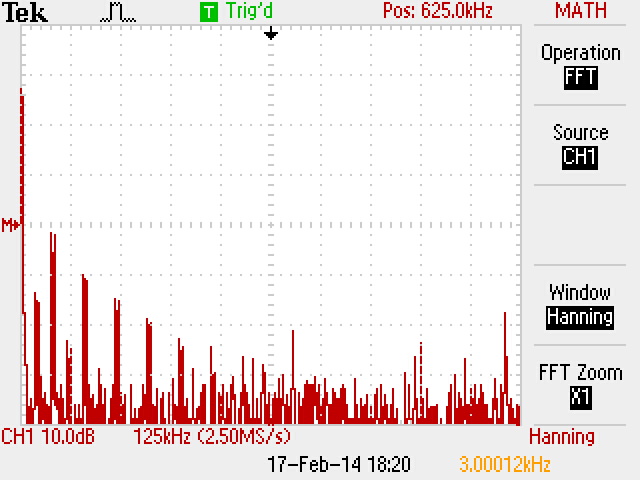 Tek T Trig'd Pos: 625.0kHz MATH
Operation
FFT
Source
CH1
M
Window
Hanning
FFT Zoom
X1
CH1 10.0dB 125kHz (2.50MS/s) Hanning
17-Feb-14 18:20 3.00012kHz